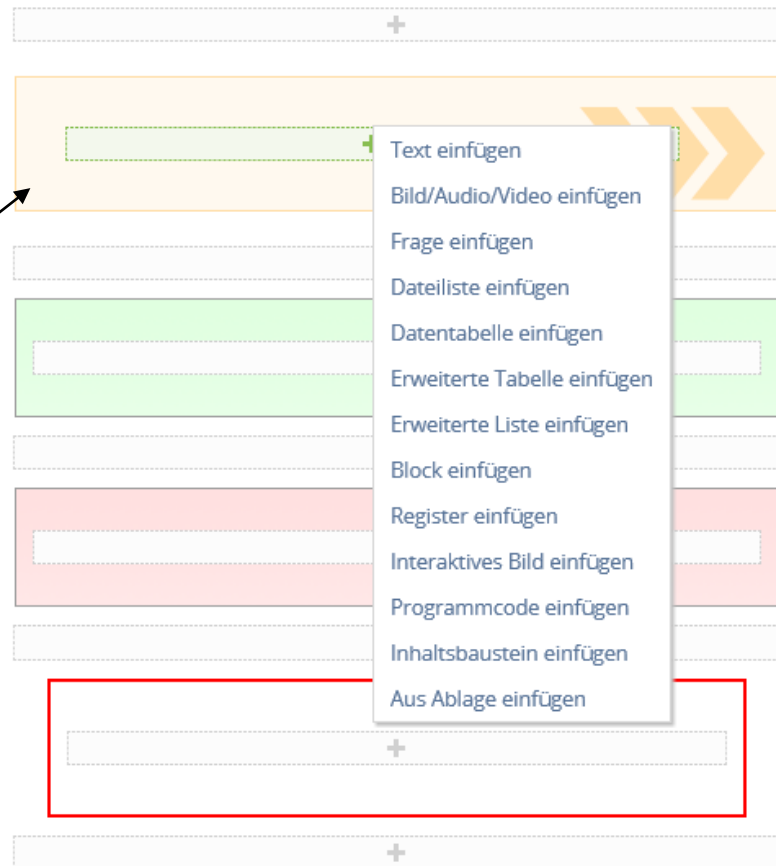 Text einfügen
Bild/Audio/Video einfügen
Frage einfügen
Dateiliste einfügen
Datentabelle einfügen
Erweiterte Tabelle einfügen
Erweiterte Liste einfügen
Block einfügen
Register einfügen
Interaktives Bild einfügen
Programmcode einfügen
Inhaltsbaustein einfügen
Aus Ablage einfügen